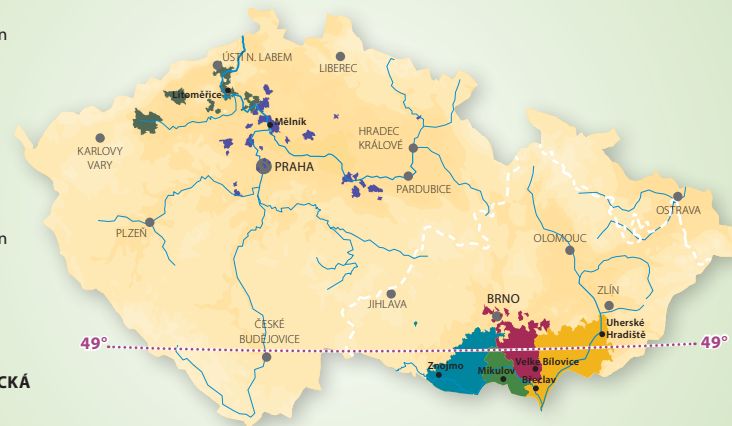 n
ÚSTÍ N. LABEM
LIBEREC
Litoměřice
Mělník
HRADEC
KRÁLOVÉ
KARLOVY
VARY
PRAHA
PARDUBICE
OSTRAVA
PLZEŇ
n
OLOMOUC
ZLÍN
JIHLAVA
BRNO
ČESKÉ
BUDĚJOVICE
Uherské
Hradiště
49°
49°
Znojmo
Mikulov
Velké Bílovice
Břeclav
CKÁ